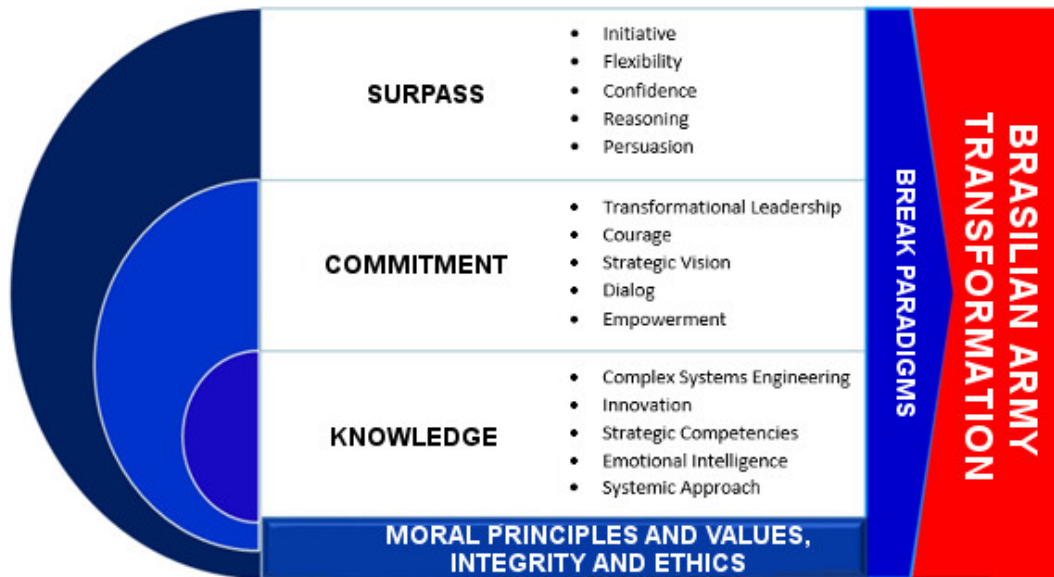 SURPASS
• Initiative
• Flexibility
• Confidence
• Reasoning
• Persuasion
COMMITMENT
• Transformational Leadership
• Courage
• Strategic Vision
• Dialog
• Empowerment
KNOWLEDGE
• Complex Systems Engineering
• Innovation
• Strategic Competencies
• Emotional Intelligence
• Systemic Approach
MORAL PRINCIPLES AND VALUES,
INTEGRITY AND ETHICS
BREAK PARADIGMS
BRASILIAN ARMY
TRANSFORMATION